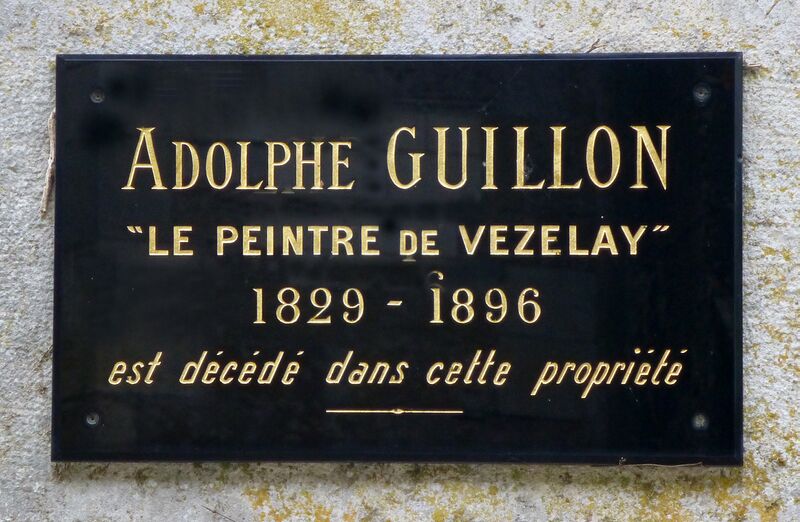 ADOLPHE GUILLON
"LE PEINTRE DE VEZELAY"
1829 - 1896
est décédé dans cette propriété